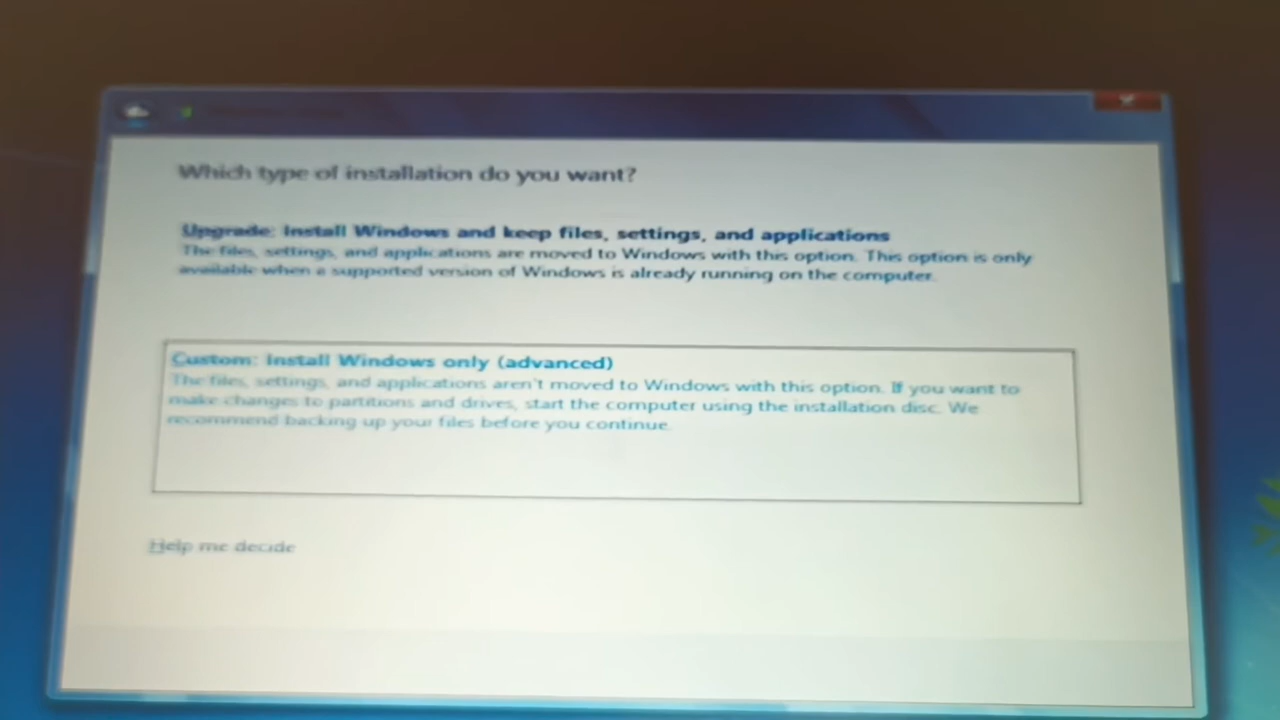 Which type of installation do you want?
Upgrade: Install Windows and keep files, settings, and applications
The files, settings, and applications are moved to Windows with this option. This option is only
available when a supported version of Windows is already running on the computer.
Custom: Install Windows only (advanced)
The files, settings, and applications aren't moved to Windows with this option. If you want to
make changes to partitions and drives, start the computer using the installation disc. We
recommend backing up your files before you continue.
Help me decide